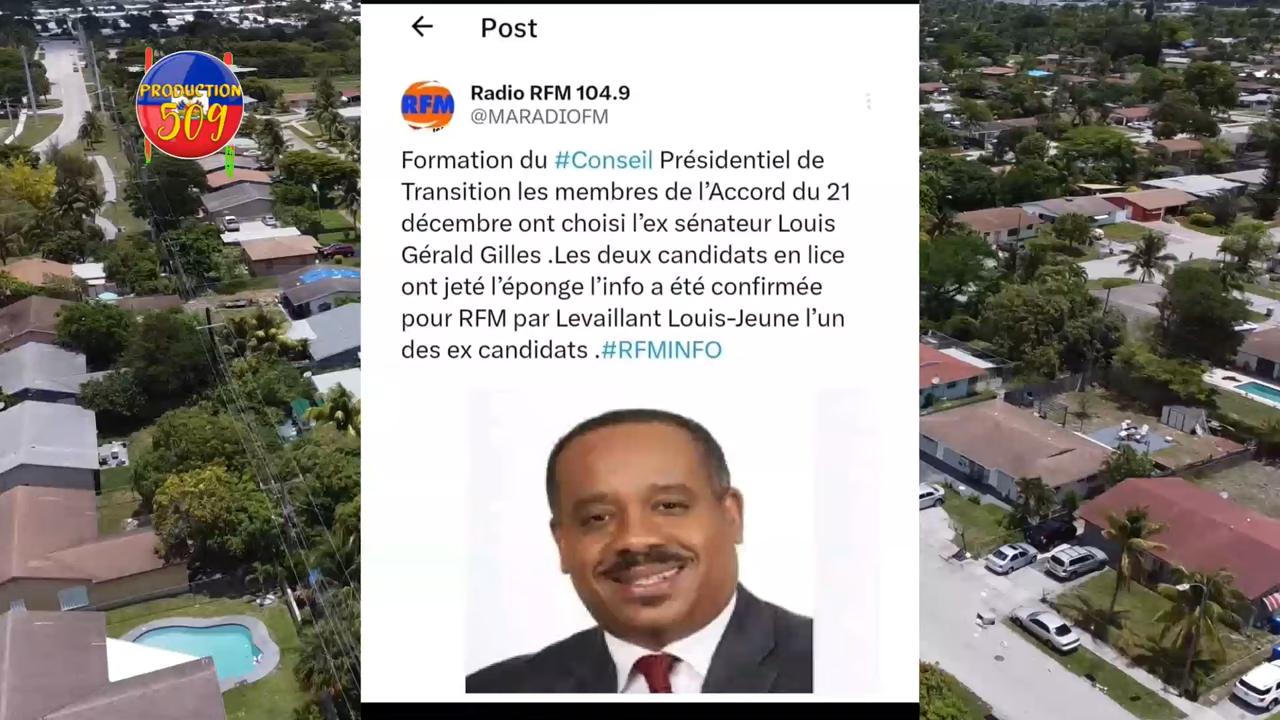 PRODUCTION
509
Post
RFM
Radio RFM 104.9
@MARADIOFM
Formation du #Conseil Présidentiel de
Transition les membres de l’Accord du 21
décembre ont choisi l’ex sénateur Louis
Gérald Gilles .Les deux candidats en lice
ont jeté l’éponge l’info a été confirmée
pour RFM par Levaillant Louis-Jeune l’un
des ex candidats .#RFMINFO